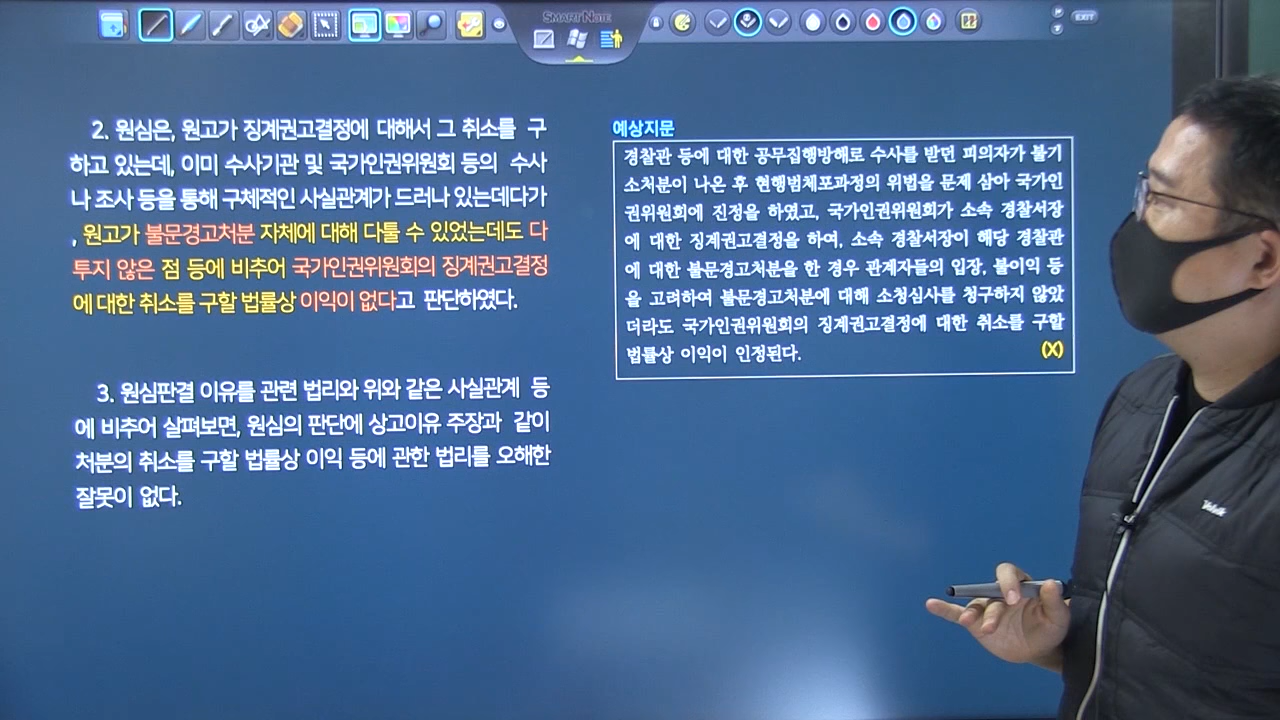 SMART NOTE
EXIT
2. 원심은, 원고가 징계권고결정에 대해서 그 취소를 구
하고 있는데, 이미 수사기관 및 국가인권위원회 등의 수사
나 조사 등을 통해 구체적인 사실관계가 드러나 있는데다가
, 원고가 불문경고처분 자체에 대해 다툴 수 있었는데도 다
투지 않은 점 등에 비추어 국가인권위원회의 징계권고결정
에 대한 취소를 구할 법률상 이익이 없다고 판단하였다.
3. 원심판결 이유를 관련 법리와 위와 같은 사실관계 등
에 비추어 살펴보면, 원심의 판단에 상고이유 주장과 같이
처분의 취소를 구할 법률상 이익 등에 관한 법리를 오해한
잘못이 없다.
예상지문
경찰관 등에 대한 공무집행방해로 수사를 받던 피의자가 불기
소처분이 나온 후 현행범체포과정의 위법을 문제 삼아 국가인
권위원회에 진정을 하였고, 국가인권위원회가 소속 경찰서장
에 대한 징계권고결정을 하여, 소속 경찰서장이 해당 경찰관
에 대한 불문경고처분을 한 경우 관계자들의 입장, 불이익 등
을 고려하여 불문경고처분에 대해 소청심사를 청구하지 않았
더라도 국가인권위원회의 징계권고결정에 대한 취소를 구할
법률상 이익이 인정된다. (X)